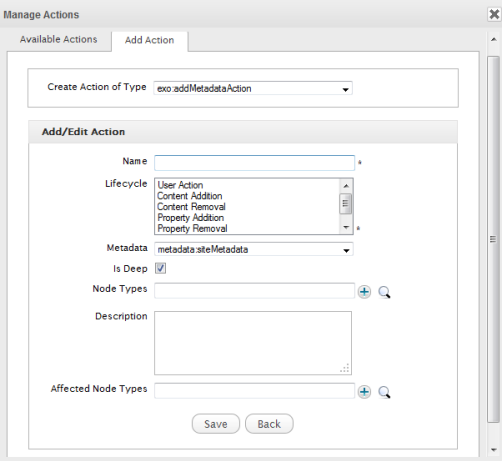 Manage Actions
Available Actions Add Action
Create Action of Type exo:addMetadataAction
Add/Edit Action
Name *
Lifecycle User Action
Content Addition
Content Removal
Property Addition
Property Removal *
Metadata metadata:siteMetadata
Is Deep
Node Types
Description
Affected Node Types
Save Back